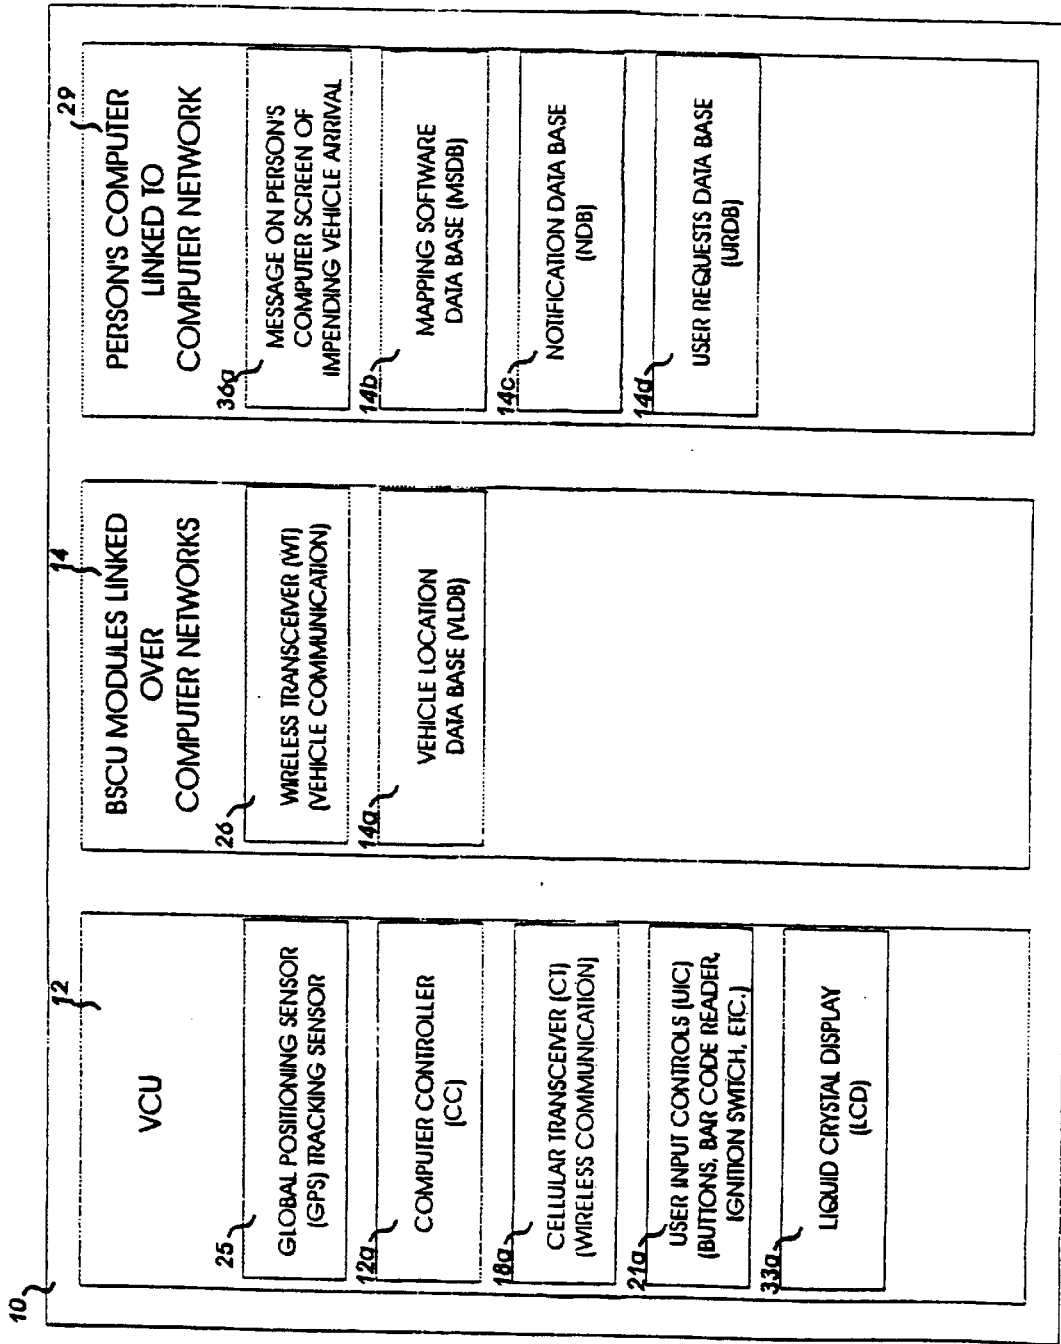 10
12
VCU
25
GLOBAL POSITIONING SENSOR
(GPS) TRACKING SENSOR
12a
COMPUTER CONTROLLER
(CC)
18a
CELLULAR TRANSCEIVER (CT)
(WIRELESS COMMUNICATION)
21a
USER INPUT CONTROLS (UIC)
(BUTTONS, BAR CODE READER,
IGNITION SWITCH, ETC.)
33a
LIQUID CRYSTAL DISPLAY
(LCD)
14
BSCU MODULES LINKED
OVER
COMPUTER NETWORKS
26
WIRELESS TRANSCEIVER (WT)
(VEHICLE COMMUNICATION)
14a
VEHICLE LOCATION
DATA BASE (VLDB)
29
PERSON'S COMPUTER
LINKED TO
COMPUTER NETWORK
36a
MESSAGE ON PERSON'S
COMPUTER SCREEN OF
IMPENDING VEHICLE ARRIVAL
14b
MAPPING SOFTWARE
DATA BASE (MSDB)
14c
NOTIFICATION DATA BASE
(NDB)
14d
USER REQUESTS DATA BASE
(URDB)